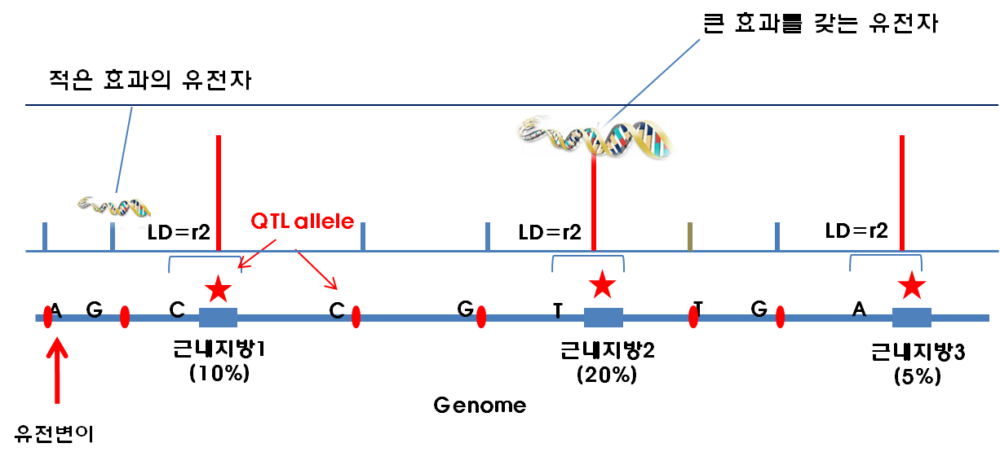 큰 효과를 갖는 유전자
적은 효과의 유전자
LD=r2
QTL allele
LD=r2
LD=r2
A G C C G T T G A
근내지방1
(10%)
근내지방2
(20%)
근내지방3
(5%)
Genome
유전변이